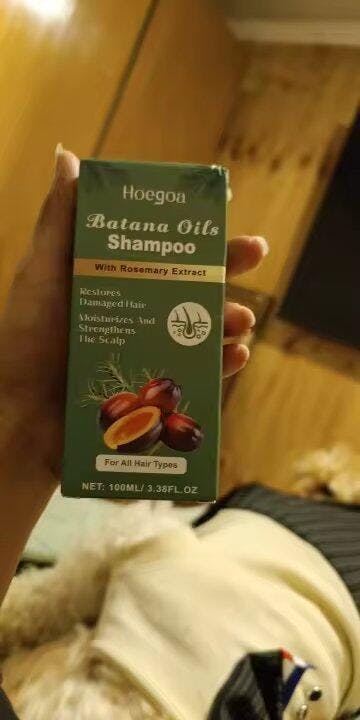 Hoegoa
Batana Oils
Shampoo
With Rosemary Extract
Restores
Damaged Hair
Moisturizes And
Strengthens
The Scalp
For All Hair Types
NET: 100ML/ 3.38FL.OZ